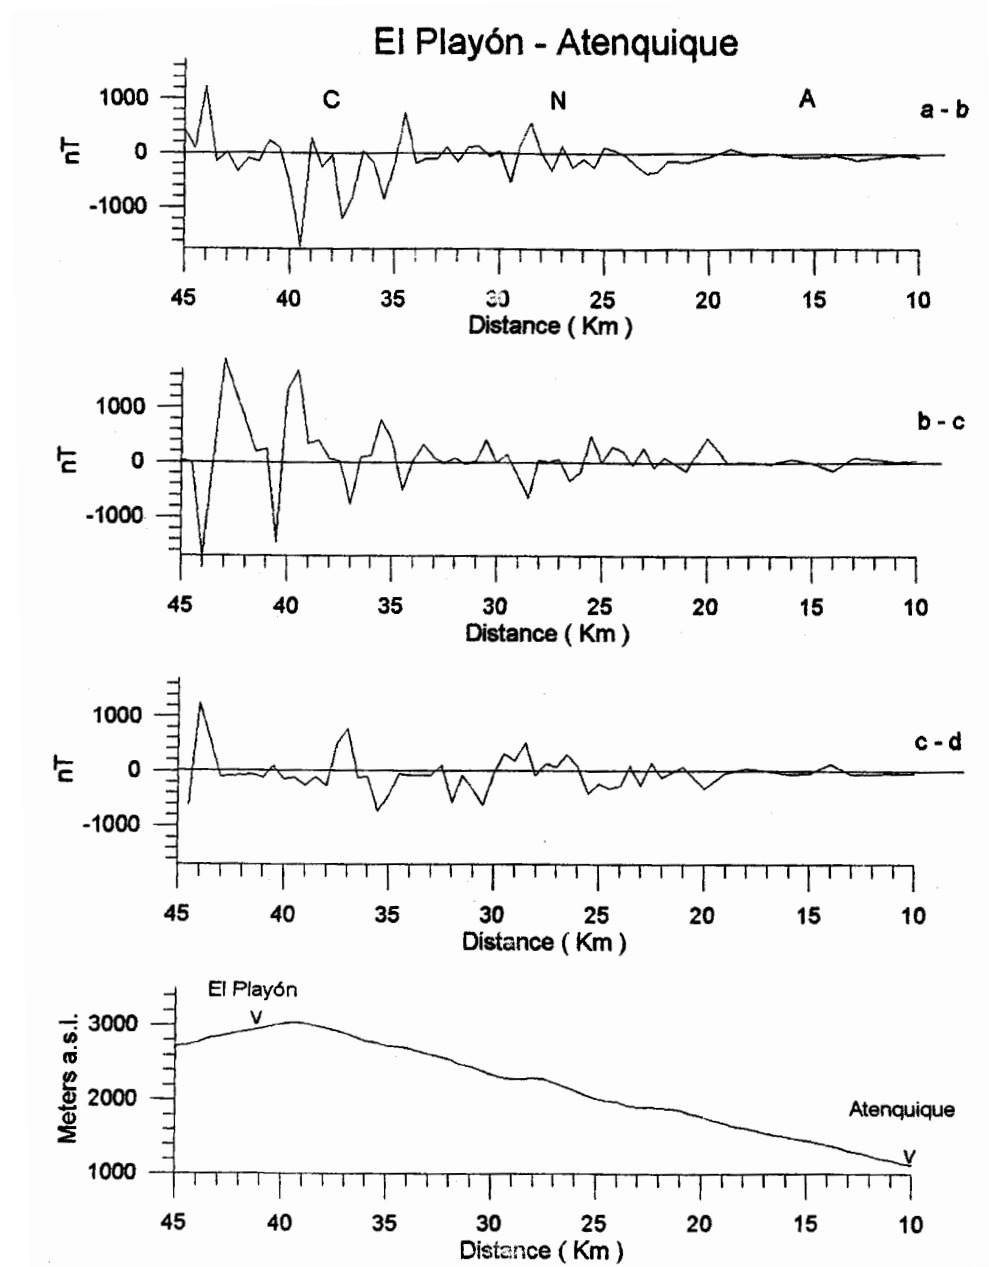 El Playón - Atenquique
C N A
a - b
nT
1000
0
-1000
45 40 35 30 25 20 15 10
Distance ( Km )
b - c
nT
1000
0
-1000
45 40 35 30 25 20 15 10
Distance ( Km )
c - d
nT
1000
0
-1000
45 40 35 30 25 20 15 10
Distance ( Km )
El Playón
v
Meters a.s.l.
3000
2000
1000
Atenquique
v
45 40 35 30 25 20 15 10
Distance ( Km )